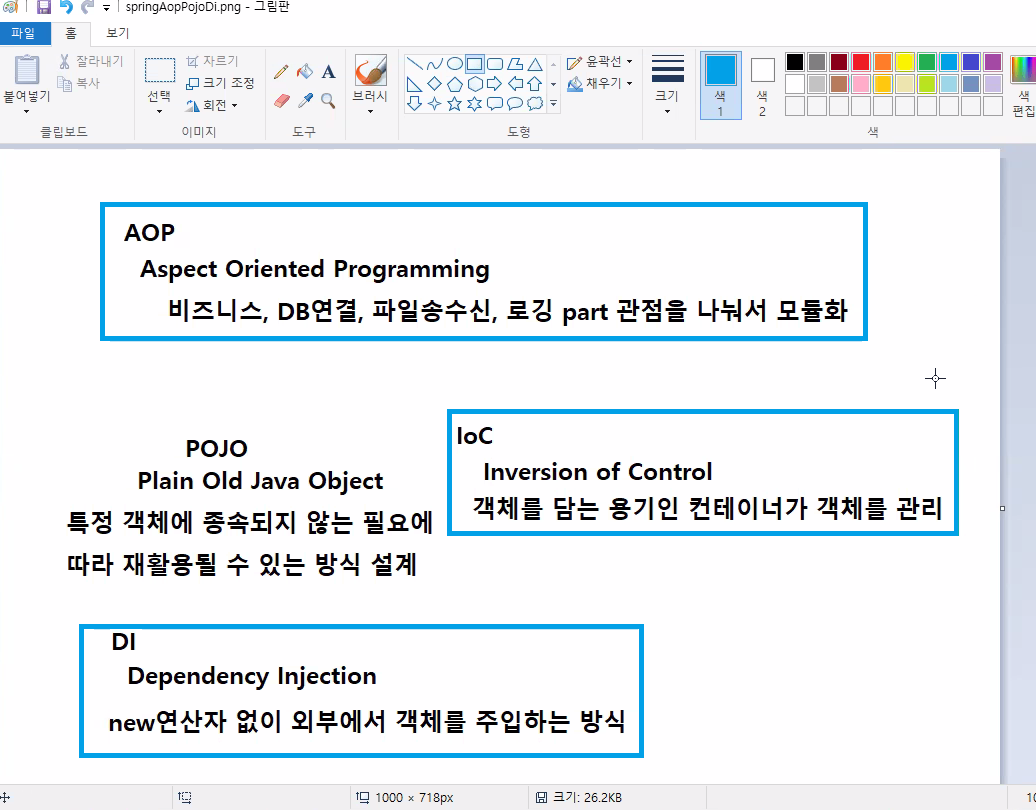 springAopPojoDi.png - 그림판
파일 홈 보기
붙여넣기 잘라내기 복사
클립보드
선택 자르기 크기 조정 회전
이미지
도구
브러시
윤곽선 채우기
도형
크기
색 1 색 2 색 편집
색
AOP
Aspect Oriented Programming
비즈니스, DB연결, 파일송수신, 로깅 part 관점을 나눠서 모듈화
POJO
Plain Old Java Object
특정 객체에 종속되지 않는 필요에
따라 재활용될 수 있는 방식 설계
IoC
Inversion of Control
객체를 담는 용기인 컨테이너가 객체를 관리
DI
Dependency Injection
new연산자 없이 외부에서 객체를 주입하는 방식
1000 × 718px 크기: 26.2KB